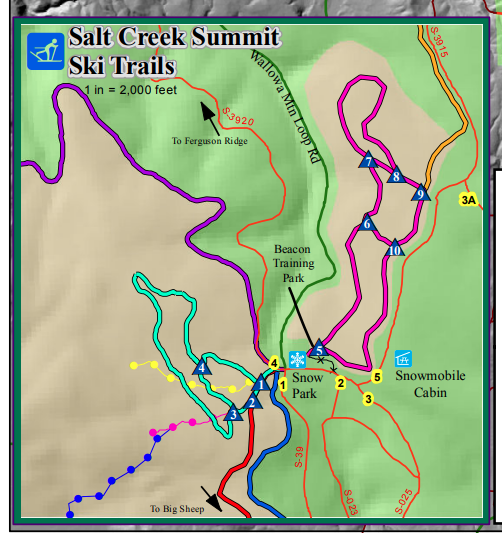 Salt Creek Summit
Ski Trails
1 in = 2,000 feet
S-3915
Wallowa Mtn Loop Rd
S-3920
To Ferguson Ridge
7
8
9
3A
6
10
Beacon
Training
Park
5
4
4
Snow
Park
1
1
2
5
Snowmobile
Cabin
2
3
3
S-39
S-023
S-025
To Big Sheep